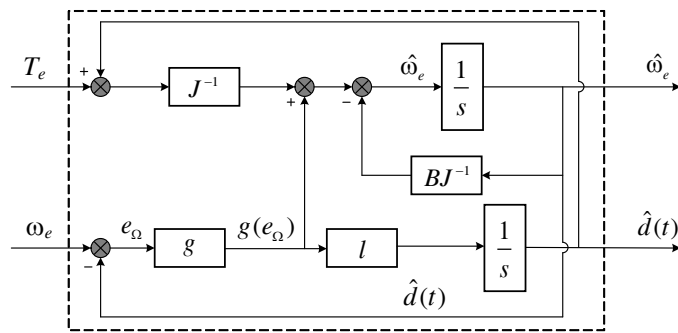 T_e
+
J⁻¹
+
−
ω̂_e
1/s
ω̂_e
−
BJ⁻¹
ω_e
−
e_Ω
g
g(e_Ω)
l
1/s
d̂(t)
d̂(t)